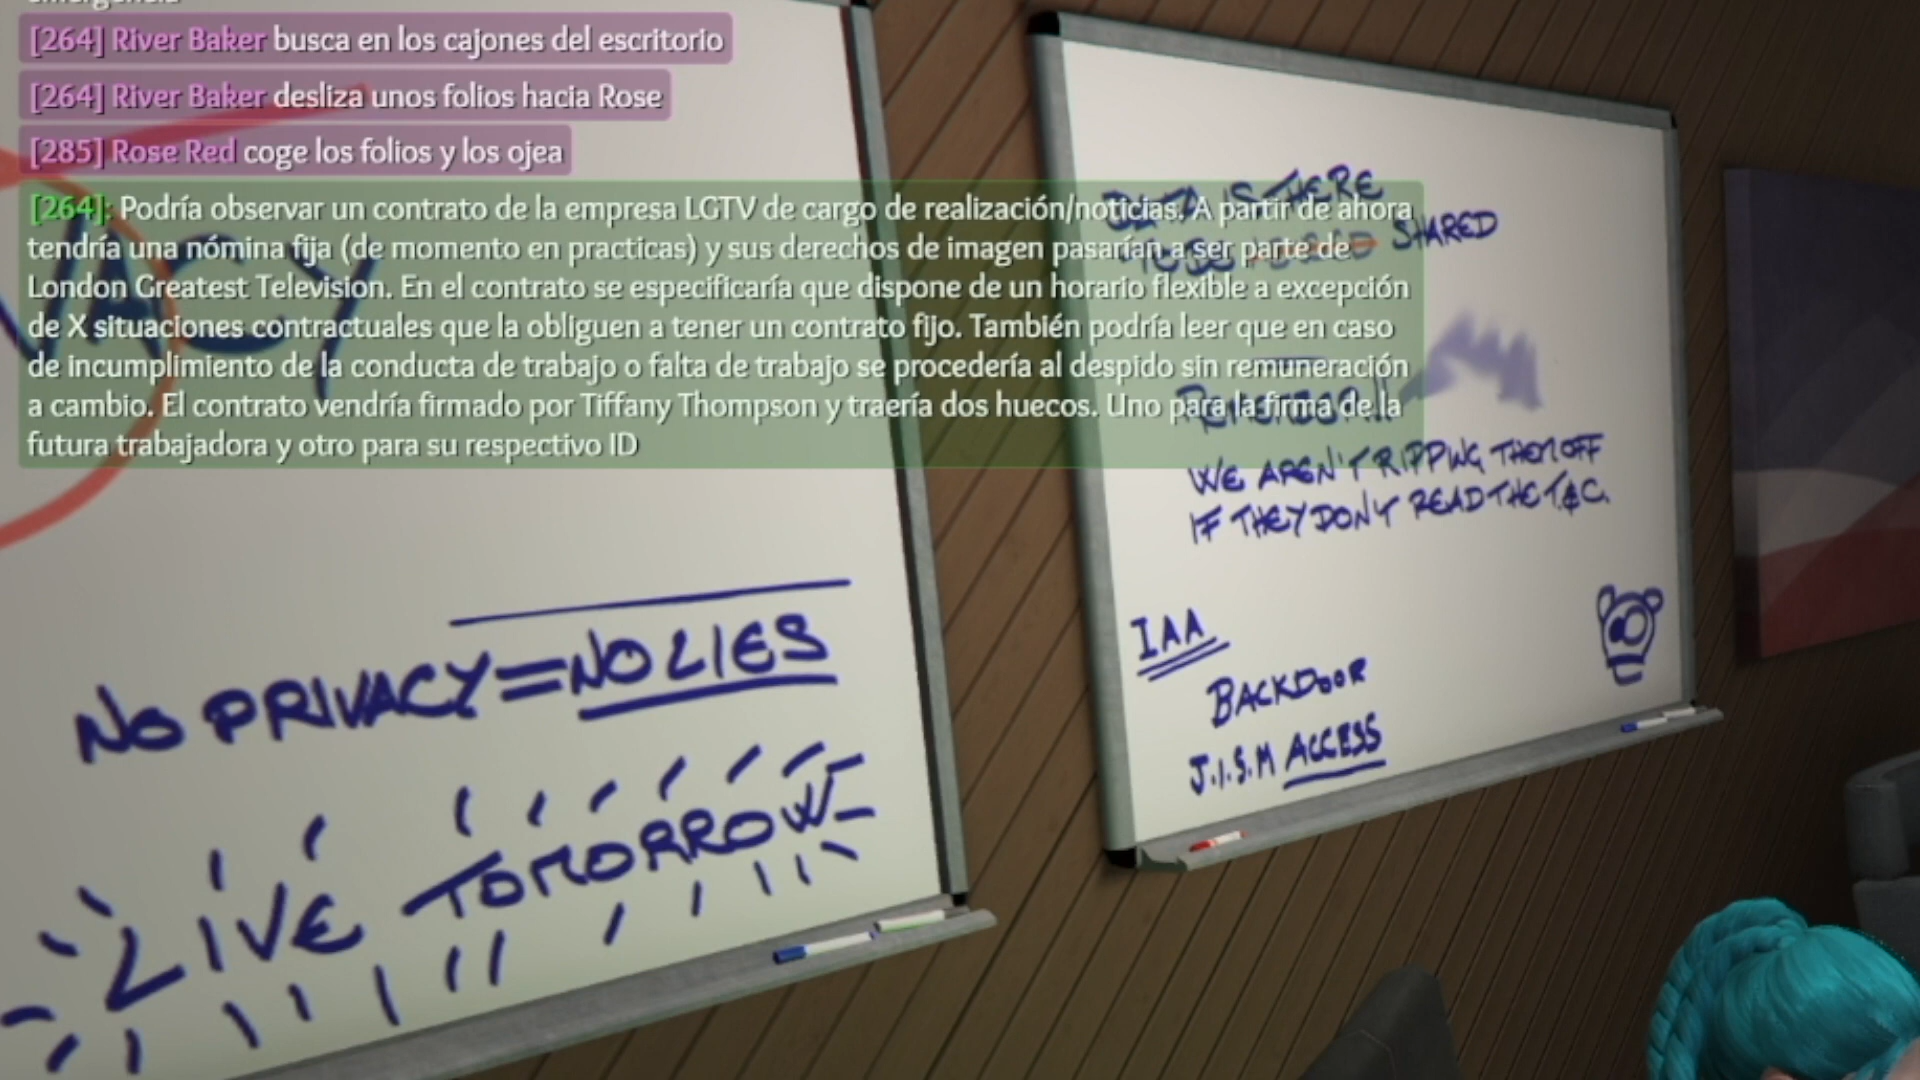 [264] River Baker busca en los cajones del escritorio
[264] River Baker desliza unos folios hacia Rose
[285] Rose Red coge los folios y los ojea
[264]: Podría observar un contrato de la empresa LGTV de cargo de realización/noticias. A partir de ahora
tendría una nómina fija (de momento en practicas) y sus derechos de imagen pasarían a ser parte de
London Greatest Television. En el contrato se especificaría que dispone de un horario flexible a excepción
de X situaciones contractuales que la obliguen a tener un contrato fijo. También podría leer que en caso
de incumplimiento de la conducta de trabajo o falta de trabajo se procedería al despido sin remuneración
a cambio. El contrato vendría firmado por Tiffany Thompson y traería dos huecos. Uno para la firma de la
futura trabajadora y otro para su respectivo ID
NO PRIVACY = NO LIES
LIVE TOMORROW
DATA IS THERE
TO BE SHARED
REMEMBER!!
WE AREN'T RIPPING THEM OFF
IF THEY DON'T READ THE T&C.
IAA
BACKDOOR
J.I.S.M ACCESS